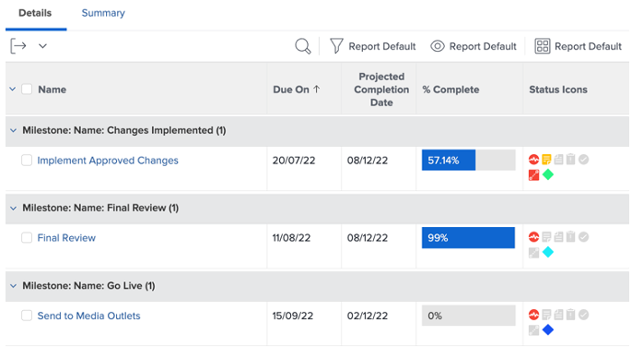 Details Summary
Report Default Report Default Report Default
Name Due On ↑ Projected Completion Date % Complete Status Icons
Milestone: Name: Changes Implemented (1)
Implement Approved Changes 20/07/22 08/12/22 57.14%
Milestone: Name: Final Review (1)
Final Review 11/08/22 08/12/22 99%
Milestone: Name: Go Live (1)
Send to Media Outlets 15/09/22 02/12/22 0%